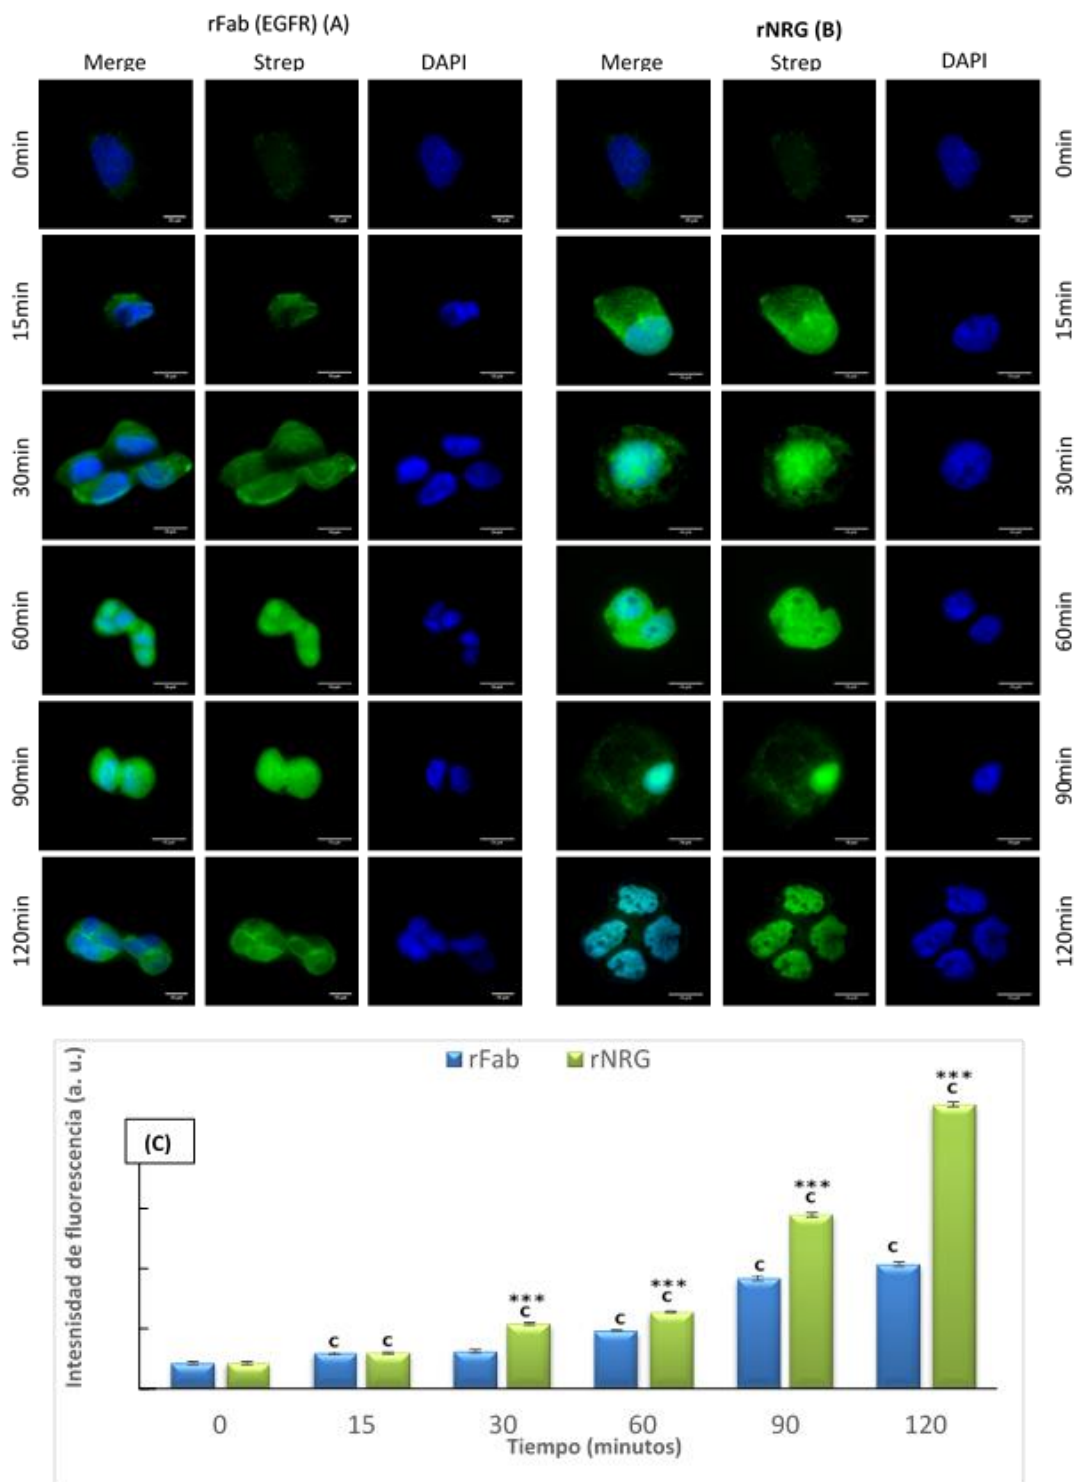 rFab (EGFR) (A)
rNRG (B)
Merge Strep DAPI Merge Strep DAPI
0min 0min
15min 15min
30min 30min
60min 60min
90min 90min
120min 120min
rFab rNRG
(C)
Intesnisdad de fluorescencia (a. u.)
***
c
***
c
c
c
***
c
***
c
c
c
c
c
0 15 30 60 90 120
Tiempo (minutos)